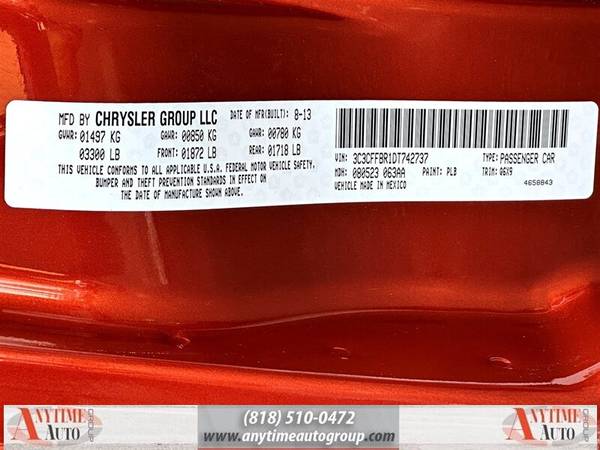 MFD BY CHRYSLER GROUP LLC DATE OF MFR(BUILT): 8-13
GVWR: 01497 KG GAWR: 00850 KG GAWR: 00780 KG
03300 LB FRONT: 01872 LB REAR: 01718 LB
THIS VEHICLE CONFORMS TO ALL APPLICABLE U.S.A. FEDERAL MOTOR VEHICLE SAFETY,
BUMPER AND THEFT PREVENTION STANDARDS IN EFFECT ON
THE DATE OF MANUFACTURE SHOWN ABOVE.
VIN: 3C3CFFBR1DT742737 TYPE: PASSENGER CAR
MDH: 080523 063AA PAINT: PLB TRIM: Q6X9
VEHICLE MADE IN MEXICO
4658843
ANYTIME AUTO GROUP
(818) 510-0472
www.anytimeautogroup.com
ANYTIME AUTO GROUP